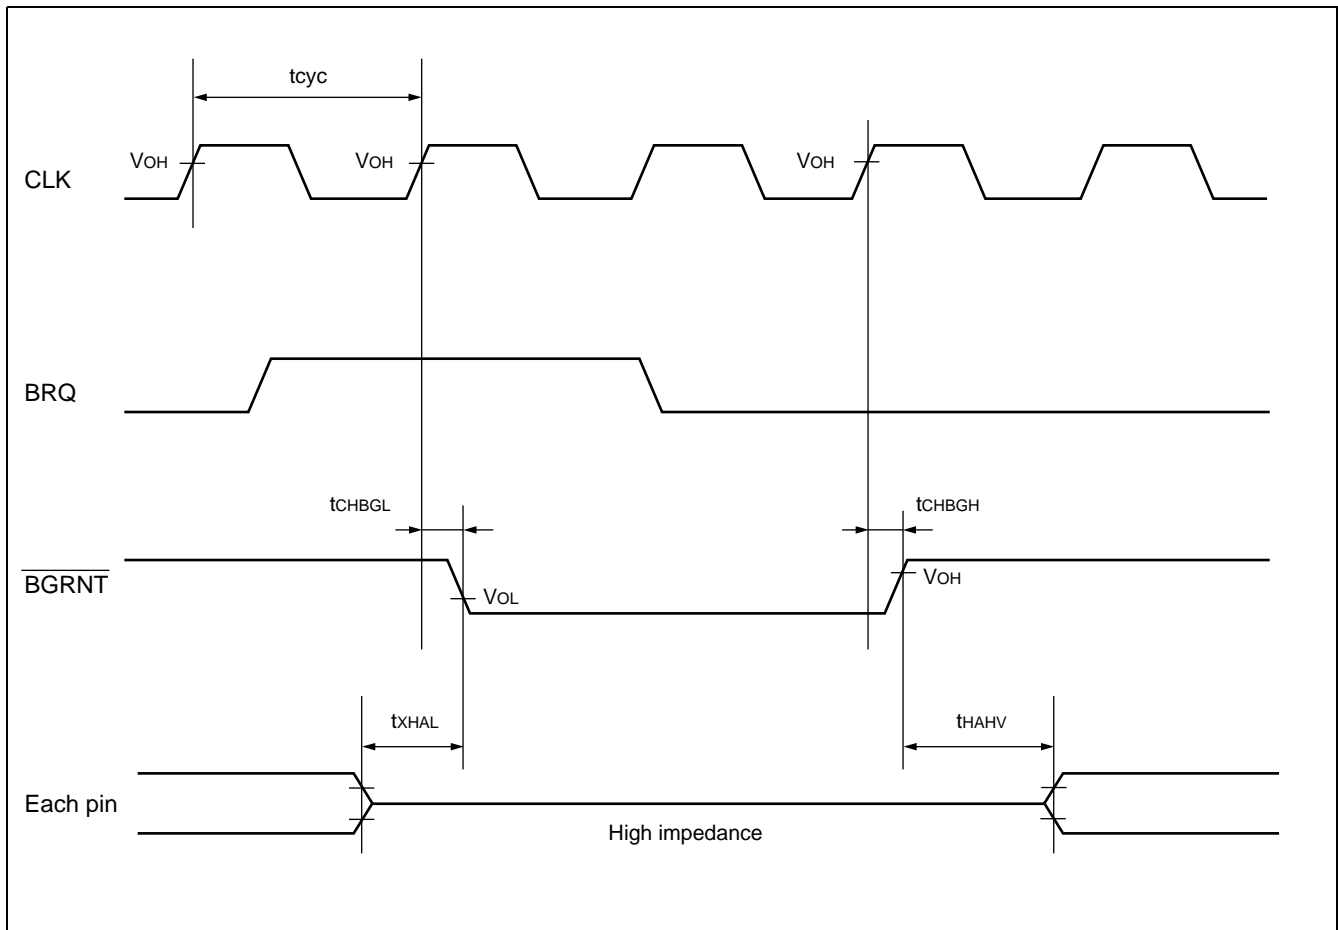 tCYC
VOH
VOH
VOH
CLK
BRQ
tCHBGL
tCHBGH
BGRNT
VOH
VOL
tXHAL
tHAHV
Each pin
High impedance